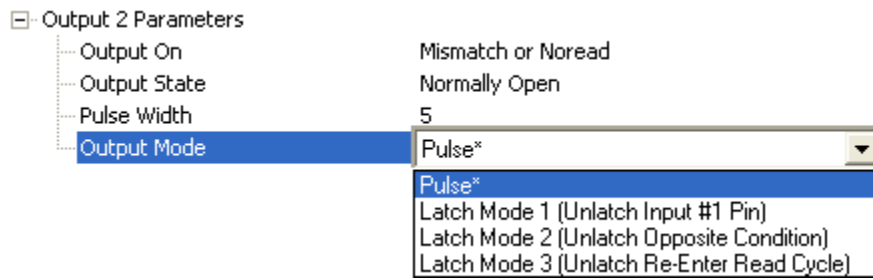 Output 2 Parameters
Output On Mismatch or Noread
Output State Normally Open
Pulse Width 5
Output Mode Pulse*
Pulse*
Latch Mode 1 (Unlatch Input #1 Pin)
Latch Mode 2 (Unlatch Opposite Condition)
Latch Mode 3 (Unlatch Re-Enter Read Cycle)